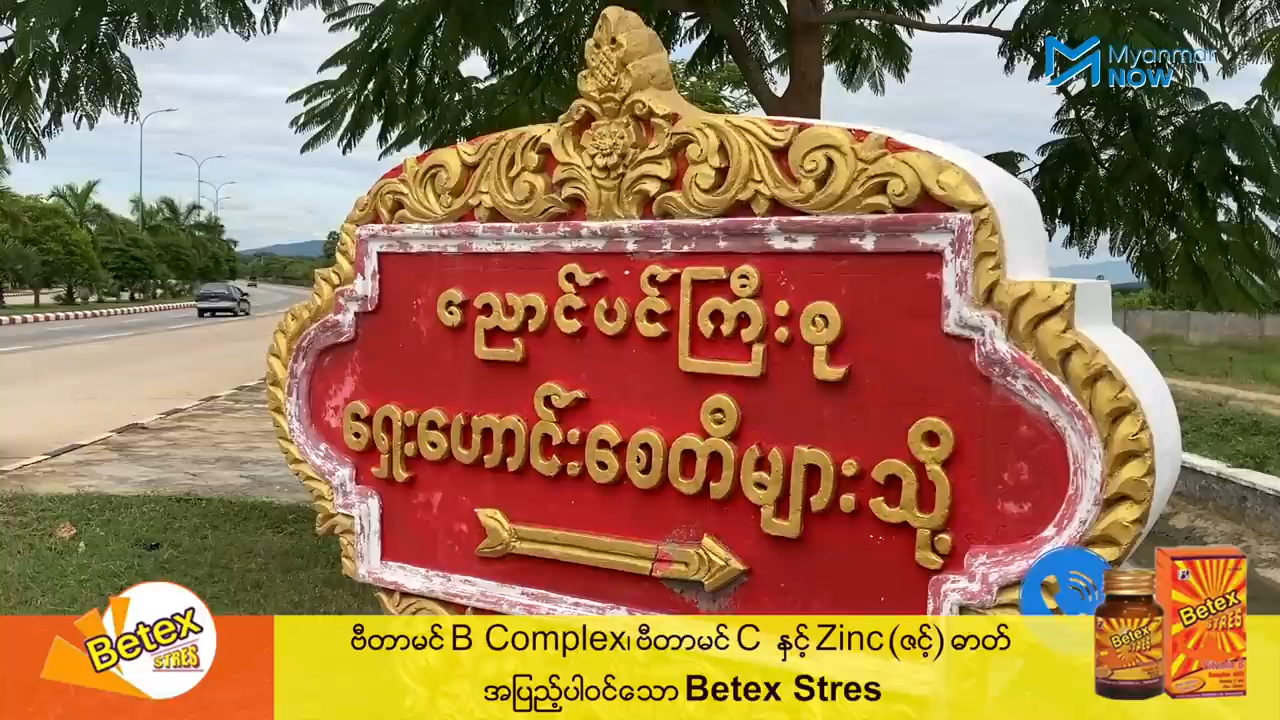 Myanmar
NOW
ညောင်ပင်ကြီးစု
ရှေးဟောင်းစေတီများသို့
ဗီတာမင် B Complex၊ ဗီတာမင် C နှင့် Zinc (ဇင့်) ဓာတ်
အပြည့်ပါဝင်သော Betex Stres
Betex
STRES
Betex
STRES
Betex
STRES
Vitamin B